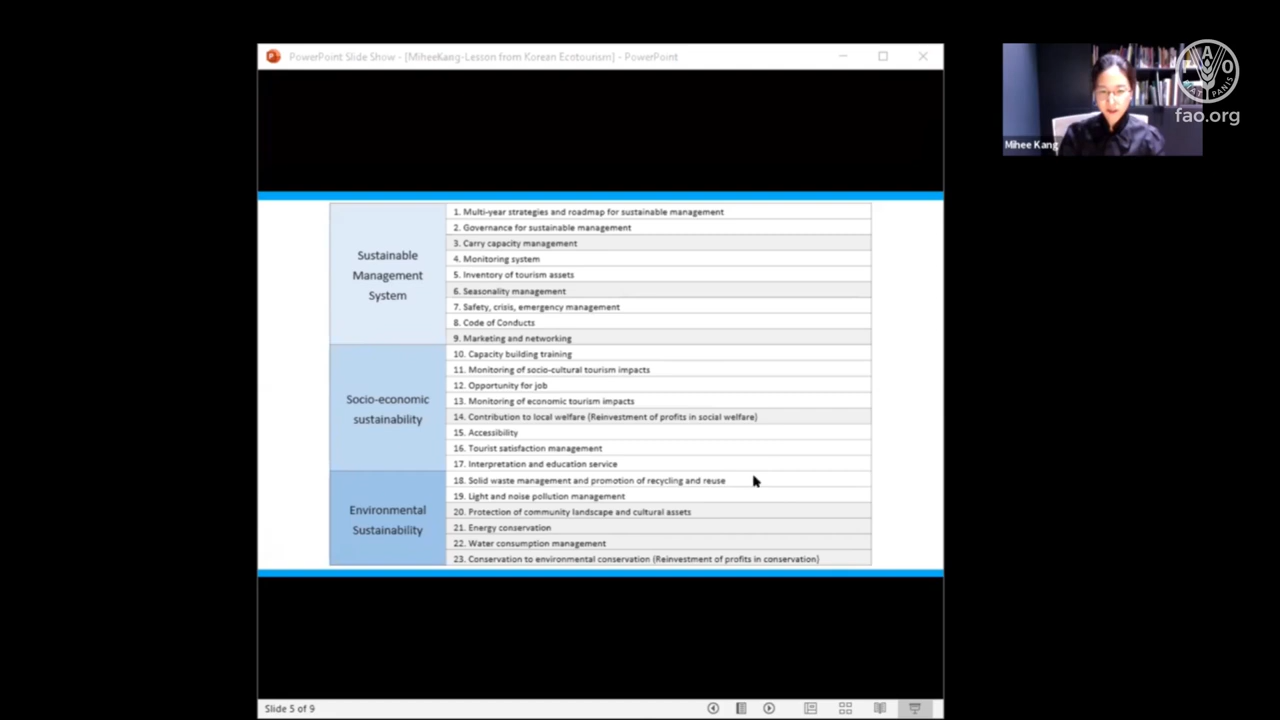 PowerPoint Slide Show - [MiheeKang-Lesson from Korean Ecotourism] - PowerPoint
Sustainable
Management
System
1. Multi-year strategies and roadmap for sustainable management
2. Governance for sustainable management
3. Carry capacity management
4. Monitoring system
5. Inventory of tourism assets
6. Seasonality management
7. Safety, crisis, emergency management
8. Code of Conducts
9. Marketing and networking
Socio-economic
sustainability
10. Capacity building training
11. Monitoring of socio-cultural tourism impacts
12. Opportunity for job
13. Monitoring of economic tourism impacts
14. Contribution to local welfare (Reinvestment of profits in social welfare)
15. Accessibility
16. Tourist satisfaction management
17. Interpretation and education service
Environmental
Sustainability
18. Solid waste management and promotion of recycling and reuse
19. Light and noise pollution management
20. Protection of community landscape and cultural assets
21. Energy conservation
22. Water consumption management
23. Conservation to environmental conservation (Reinvestment of profits in conservation)
Slide 5 of 9
Mihee Kang
F A O
FIAT PANIS
fao.org